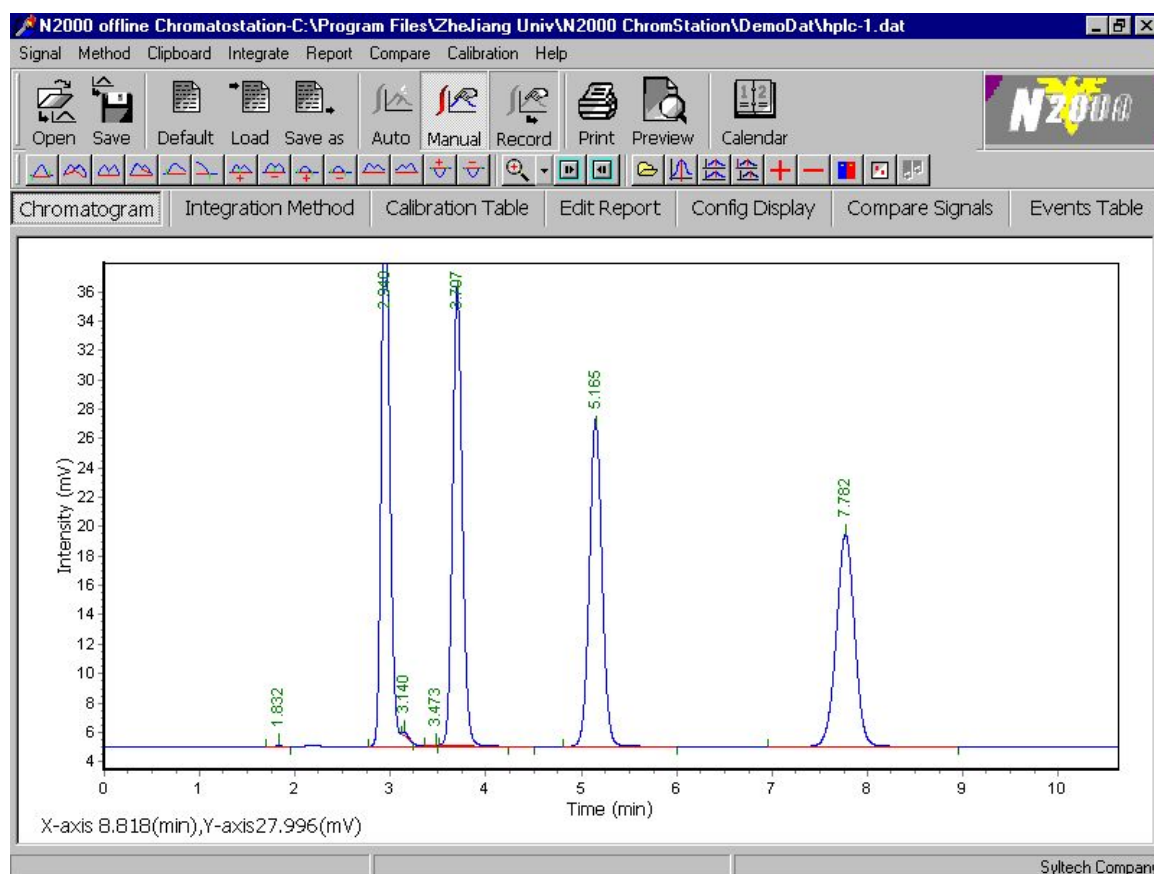 N2000 offline Chromatostation-C:\Program Files\ZheJiang Univ\N2000 ChromStation\DemoDat\hplc-1.dat
Signal Method Clipboard Integrate Report Compare Calibration Help
N2000
Open Save Default Load Save as Auto Manual Record Print Preview Calendar
Chromatogram Integration Method Calibration Table Edit Report Config Display Compare Signals Events Table
Intensity (mV)
36
34
32
30
28
26
24
22
20
18
16
14
12
10
8
6
4
1.832
2.940
3.140
3.473
3.707
5.165
7.782
0 1 2 3 4 5 6 7 8 9 10
Time (min)
X-axis 8.818(min),Y-axis27.996(mV)
Syltech Company